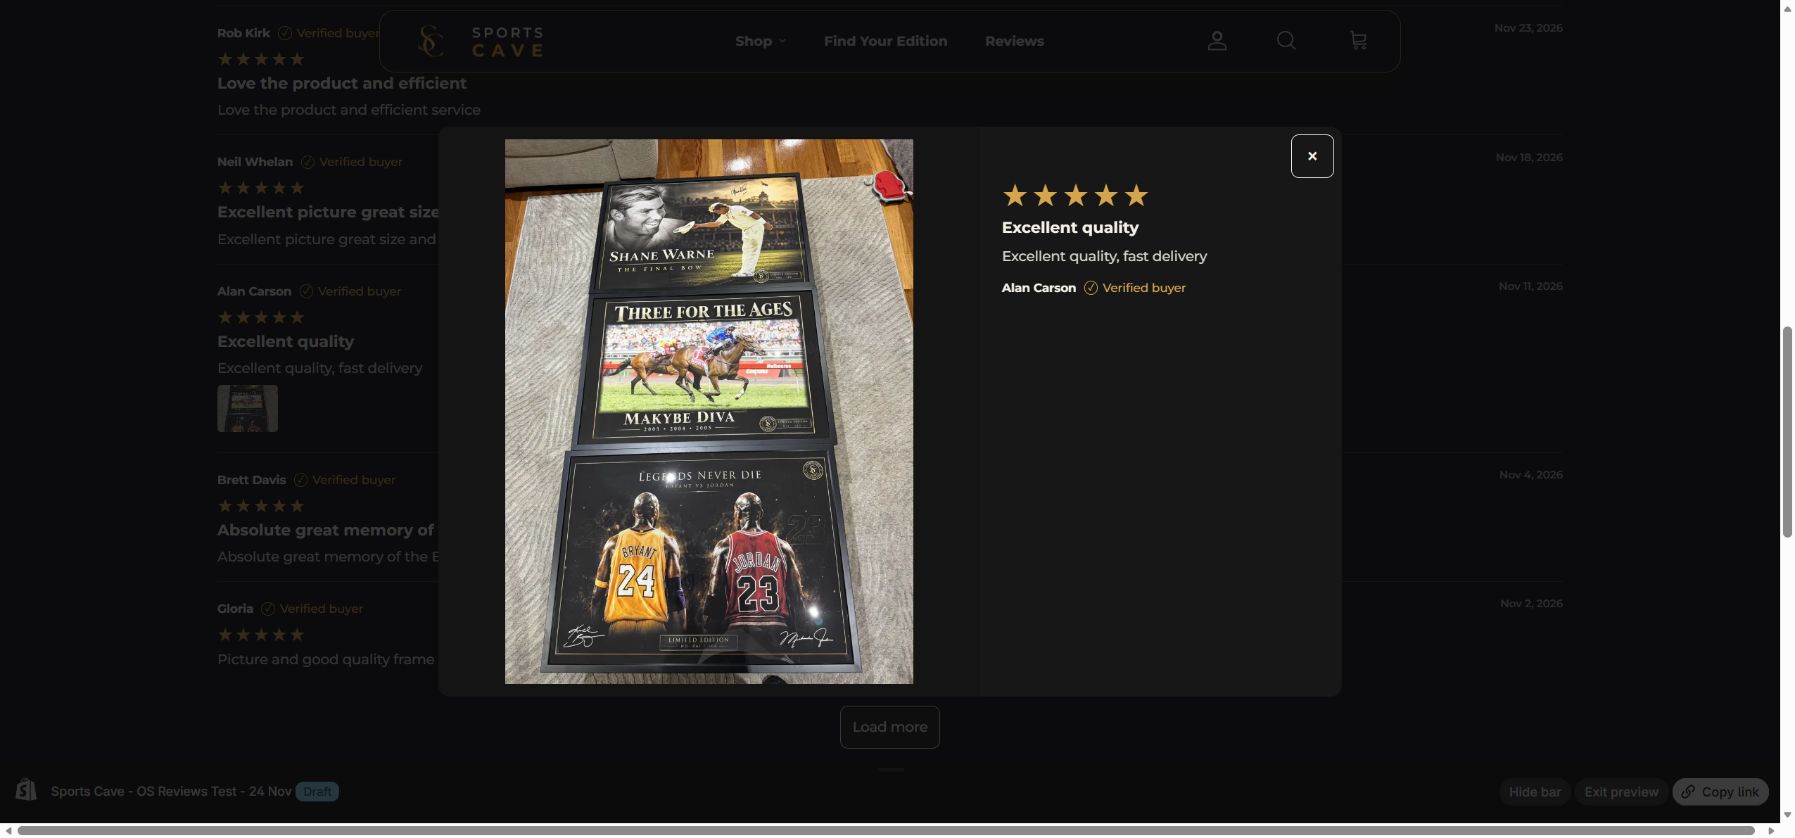 Rob Kirk Verified buyer
Nov 23, 2026
SPORTS
CAVE
Shop
Find Your Edition
Reviews
Love the product and efficient
Love the product and efficient service
Neil Whelan Verified buyer
Nov 18, 2026
Excellent picture great size
Excellent picture great size and
Alan Carson Verified buyer
Nov 11, 2026
Excellent quality
Excellent quality, fast delivery
Brett Davis Verified buyer
Nov 4, 2026
Absolute great memory of
Absolute great memory of the
Gloria Verified buyer
Nov 2, 2026
Picture and good quality frame
SHANE WARNE
THE FINAL BOW
THREE FOR THE AGES
Melbourne
MAKYBE DIVA
2003 • 2004 • 2005
LEGENDS NEVER DIE
BRYANT VS JORDAN
BRYANT
24
JORDAN
23
23
LIMITED EDITION
×
Excellent quality
Excellent quality, fast delivery
Alan Carson Verified buyer
Load more
Sports Cave - OS Reviews Test - 24 Nov Draft
Hide bar
Exit preview
Copy link